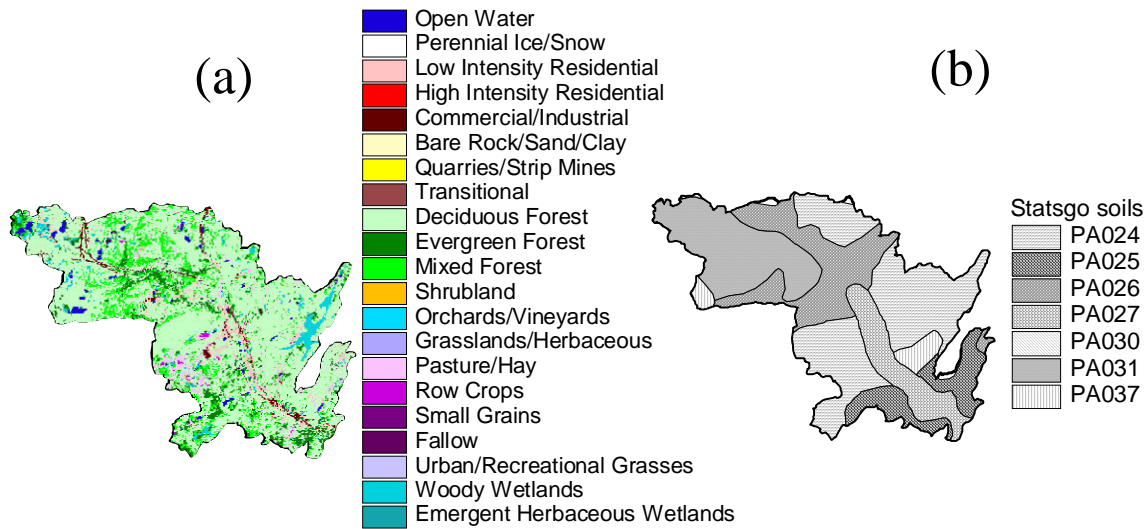 (a)
Open Water
Perennial Ice/Snow
Low Intensity Residential
High Intensity Residential
Commercial/Industrial
Bare Rock/Sand/Clay
Quarries/Strip Mines
Transitional
Deciduous Forest
Evergreen Forest
Mixed Forest
Shrubland
Orchards/Vineyards
Grasslands/Herbaceous
Pasture/Hay
Row Crops
Small Grains
Fallow
Urban/Recreational Grasses
Woody Wetlands
Emergent Herbaceous Wetlands
(b)
Statsgo soils
PA024
PA025
PA026
PA027
PA030
PA031
PA037